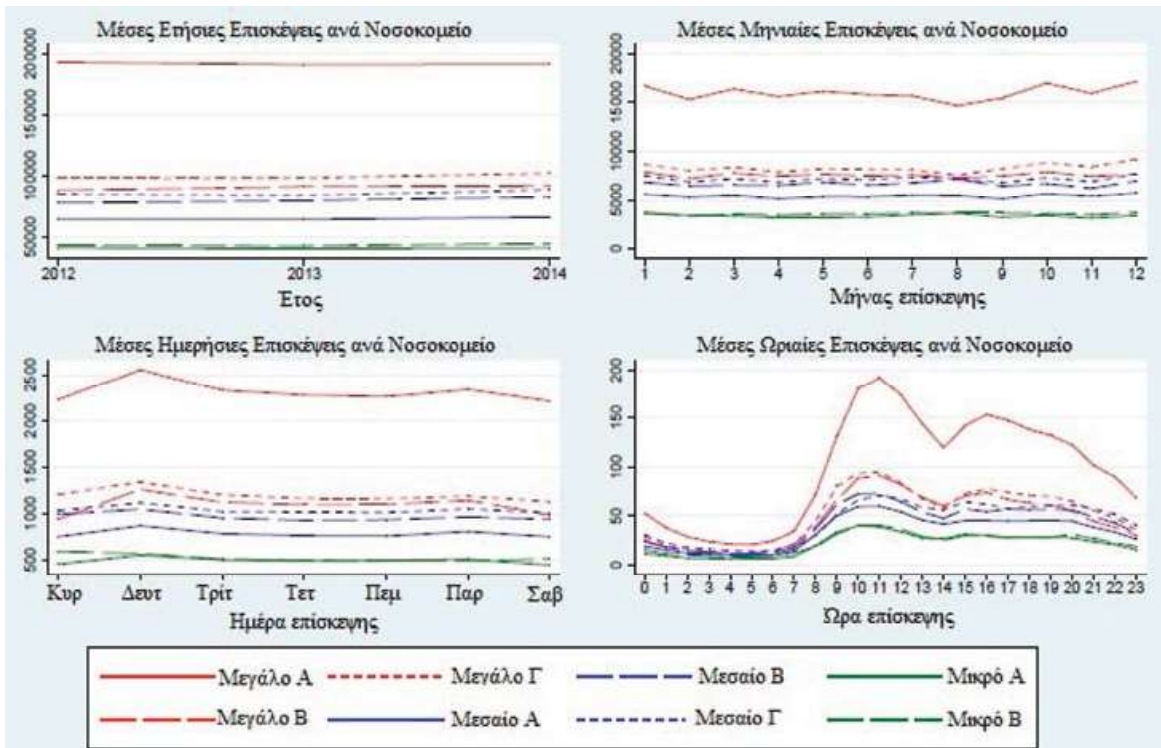 Μέσες Ετήσιες Επισκέψεις ανά Νοσοκομείο
200000
150000
100000
50000
2012 2013 2014
Έτος
Μέσες Μηνιαίες Επισκέψεις ανά Νοσοκομείο
20000
15000
10000
5000
0
1 2 3 4 5 6 7 8 9 10 11 12
Μήνας επίσκεψης
Μέσες Ημερήσιες Επισκέψεις ανά Νοσοκομείο
2500
2000
1500
1000
500
Κυρ Δευτ Τρίτ Τετ Πεμ Παρ Σαβ
Ημέρα επίσκεψης
Μέσες Ωριαίες Επισκέψεις ανά Νοσοκομείο
200
150
100
50
0
0 1 2 3 4 5 6 7 8 9 10 11 12 13 14 15 16 17 18 19 20 21 22 23
Ώρα επίσκεψης
Μεγάλο Α Μεγάλο Γ Μεσαίο Β Μικρό Α
Μεγάλο Β Μεσαίο Α Μεσαίο Γ Μικρό Β